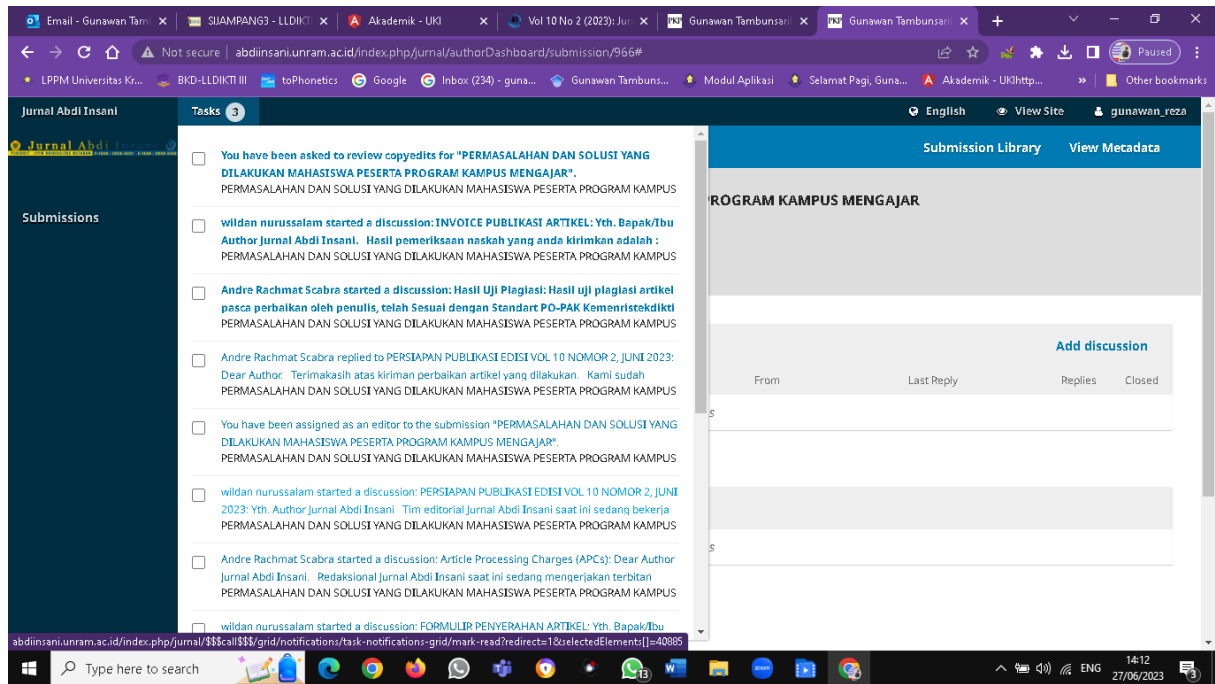 Email - Gunawan Tam
SIJAMPANG3 - LLDIKT
Akademik - UKI
Vol 10 No 2 (2023): Jun
Gunawan Tambunsaril
Gunawan Tambunsaril
Not secure | abdiinsani.unram.ac.id/index.php/jurnal/authorDashboard/submission/966#
Paused
LPPM Universitas Kr...
BKD-LLDIKTI III
toPhonetics
Google
Inbox (234) - guna...
Gunawan Tambuns...
Modul Aplikasi
Selamat Pagi, Guna...
Akademik - UKIhttp...
»
Other bookmarks
Jurnal Abdi Insani
Tasks 3
English
View Site
gunawan_reza
Jurnal Abdi Insani
Submission Library
View Metadata
Submissions
You have been asked to review copyedits for "PERMASALAHAN DAN SOLUSI YANG
DILAKUKAN MAHASISWA PESERTA PROGRAM KAMPUS MENGAJAR".
PERMASALAHAN DAN SOLUSI YANG DILAKUKAN MAHASISWA PESERTA PROGRAM KAMPUS
wildan nurussalam started a discussion: INVOICE PUBLIKASI ARTIKEL: Yth. Bapak/Ibu
Author Jurnal Abdi Insani. Hasil pemeriksaan naskah yang anda kirimkan adalah :
PERMASALAHAN DAN SOLUSI YANG DILAKUKAN MAHASISWA PESERTA PROGRAM KAMPUS
Andre Rachmat Scabra started a discussion: Hasil Uji Plagiasi: Hasil uji plagiasi artikel
pasca perbaikan oleh penulis, telah Sesuai dengan Standart PO-PAK Kemenristekdikti
PERMASALAHAN DAN SOLUSI YANG DILAKUKAN MAHASISWA PESERTA PROGRAM KAMPUS
Andre Rachmat Scabra replied to PERSIAPAN PUBLIKASI EDISI VOL 10 NOMOR 2, JUNI 2023:
Dear Author. Terimakasih atas kiriman perbaikan artikel yang dilakukan. Kami sudah
PERMASALAHAN DAN SOLUSI YANG DILAKUKAN MAHASISWA PESERTA PROGRAM KAMPUS
You have been assigned as an editor to the submission "PERMASALAHAN DAN SOLUSI YANG
DILAKUKAN MAHASISWA PESERTA PROGRAM KAMPUS MENGAJAR".
PERMASALAHAN DAN SOLUSI YANG DILAKUKAN MAHASISWA PESERTA PROGRAM KAMPUS
wildan nurussalam started a discussion: PERSIAPAN PUBLIKASI EDISI VOL 10 NOMOR 2, JUNI
2023: Yth. Author Jurnal Abdi Insani Tim editorial Jurnal Abdi Insani saat ini sedang bekerja
PERMASALAHAN DAN SOLUSI YANG DILAKUKAN MAHASISWA PESERTA PROGRAM KAMPUS
Andre Rachmat Scabra started a discussion: Article Processing Charges (APCs): Dear Author
Jurnal Abdi Insani. Redaksional Jurnal Abdi Insani saat ini sedang mengerjakan terbitan
PERMASALAHAN DAN SOLUSI YANG DILAKUKAN MAHASISWA PESERTA PROGRAM KAMPUS
wildan nurussalam started a discussion: FORMULIR PENYERAHAN ARTIKEL: Yth. Bapak/Ibu
PROGRAM KAMPUS MENGAJAR
Add discussion
From
Last Reply
Replies
Closed
s
s
abdiinsani.unram.ac.id/index.php/jurnal/$$$call$$$/grid/notifications/task-notifications-grid/mark-read?redirect=1&selectedElements[]=40885
Type here to search
13
ENG
14:12
27/06/2023
3